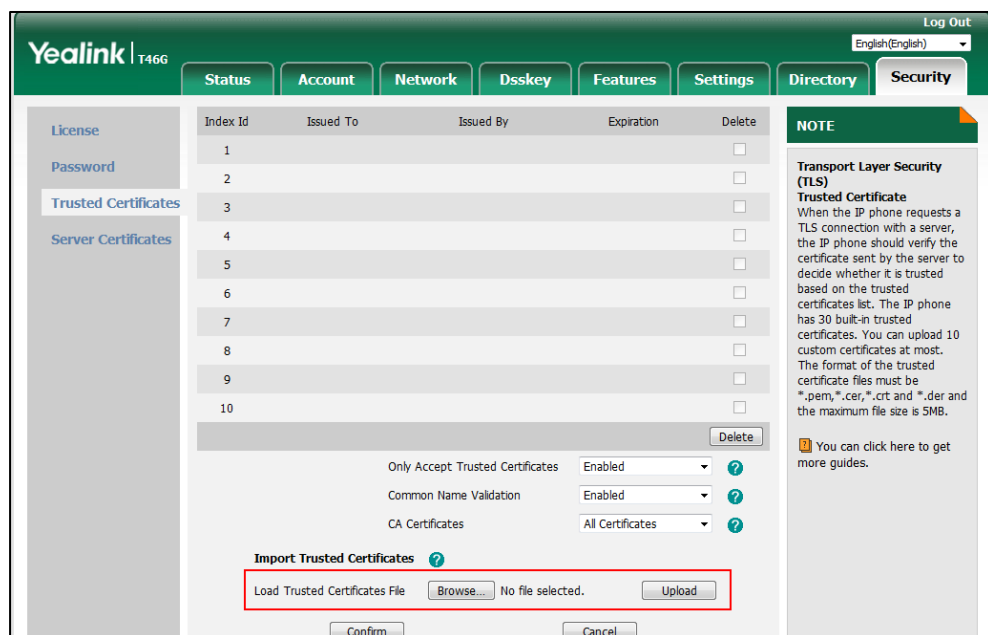 Log Out
Yealink | T46G
English(English)
Status Account Network Dsskey Features Settings Directory Security
License
Password
Trusted Certificates
Server Certificates
Index Id Issued To Issued By Expiration Delete
1
2
3
4
5
6
7
8
9
10
Delete
Only Accept Trusted Certificates Enabled ?
Common Name Validation Enabled ?
CA Certificates All Certificates ?
Import Trusted Certificates ?
Load Trusted Certificates File Browse... No file selected. Upload
Confirm Cancel
NOTE
Transport Layer Security
(TLS)
Trusted Certificate
When the IP phone requests a
TLS connection with a server,
the IP phone should verify the
certificate sent by the server to
decide whether it is trusted
based on the trusted
certificates list. The IP phone
has 30 built-in trusted
certificates. You can upload 10
custom certificates at most.
The format of the trusted
certificate files must be
*.pem,*.cer,*.crt and *.der and
the maximum file size is 5MB.
? You can click here to get
more guides.